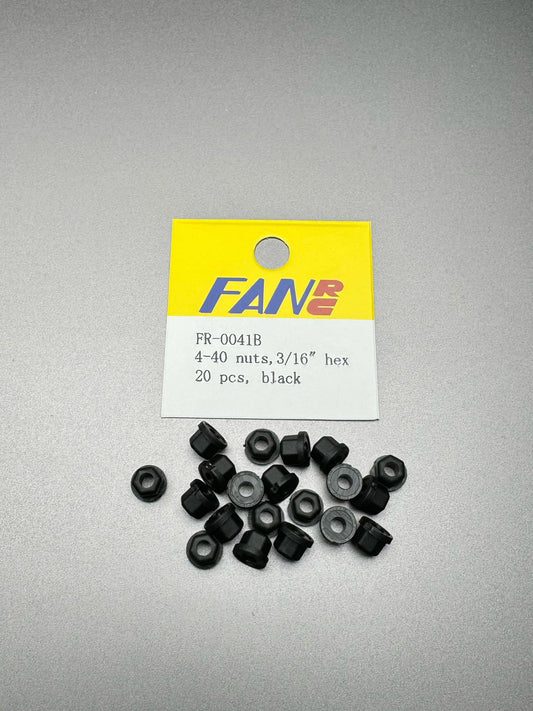 FAN RC
FR-0041B
4-40 nuts, 3/16" hex
20 pcs, black